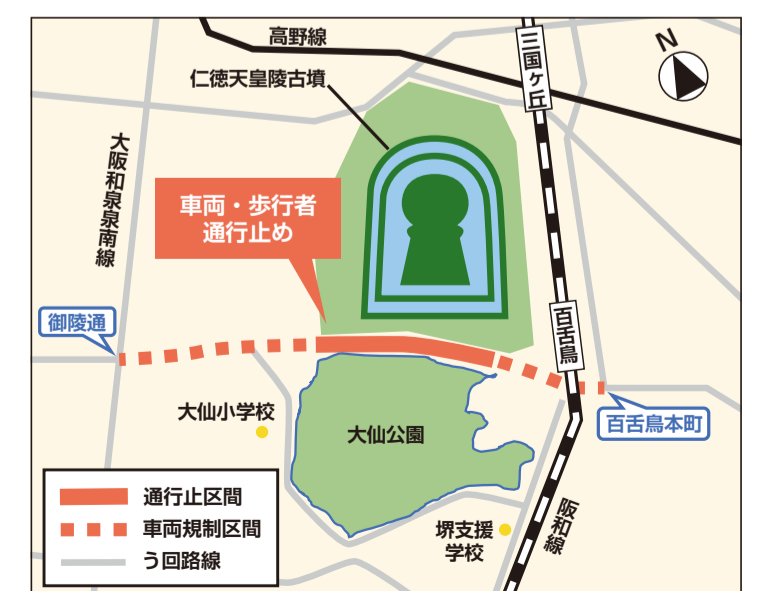 高野線
三国ヶ丘
N
仁徳天皇陵古墳
大阪和泉泉南線
車両・歩行者
通行止め
御陵通
百舌鳥
大仙小学校
大仙公園
百舌鳥本町
通行止区間
車両規制区間
う回路線
堺支援
学校
阪和線